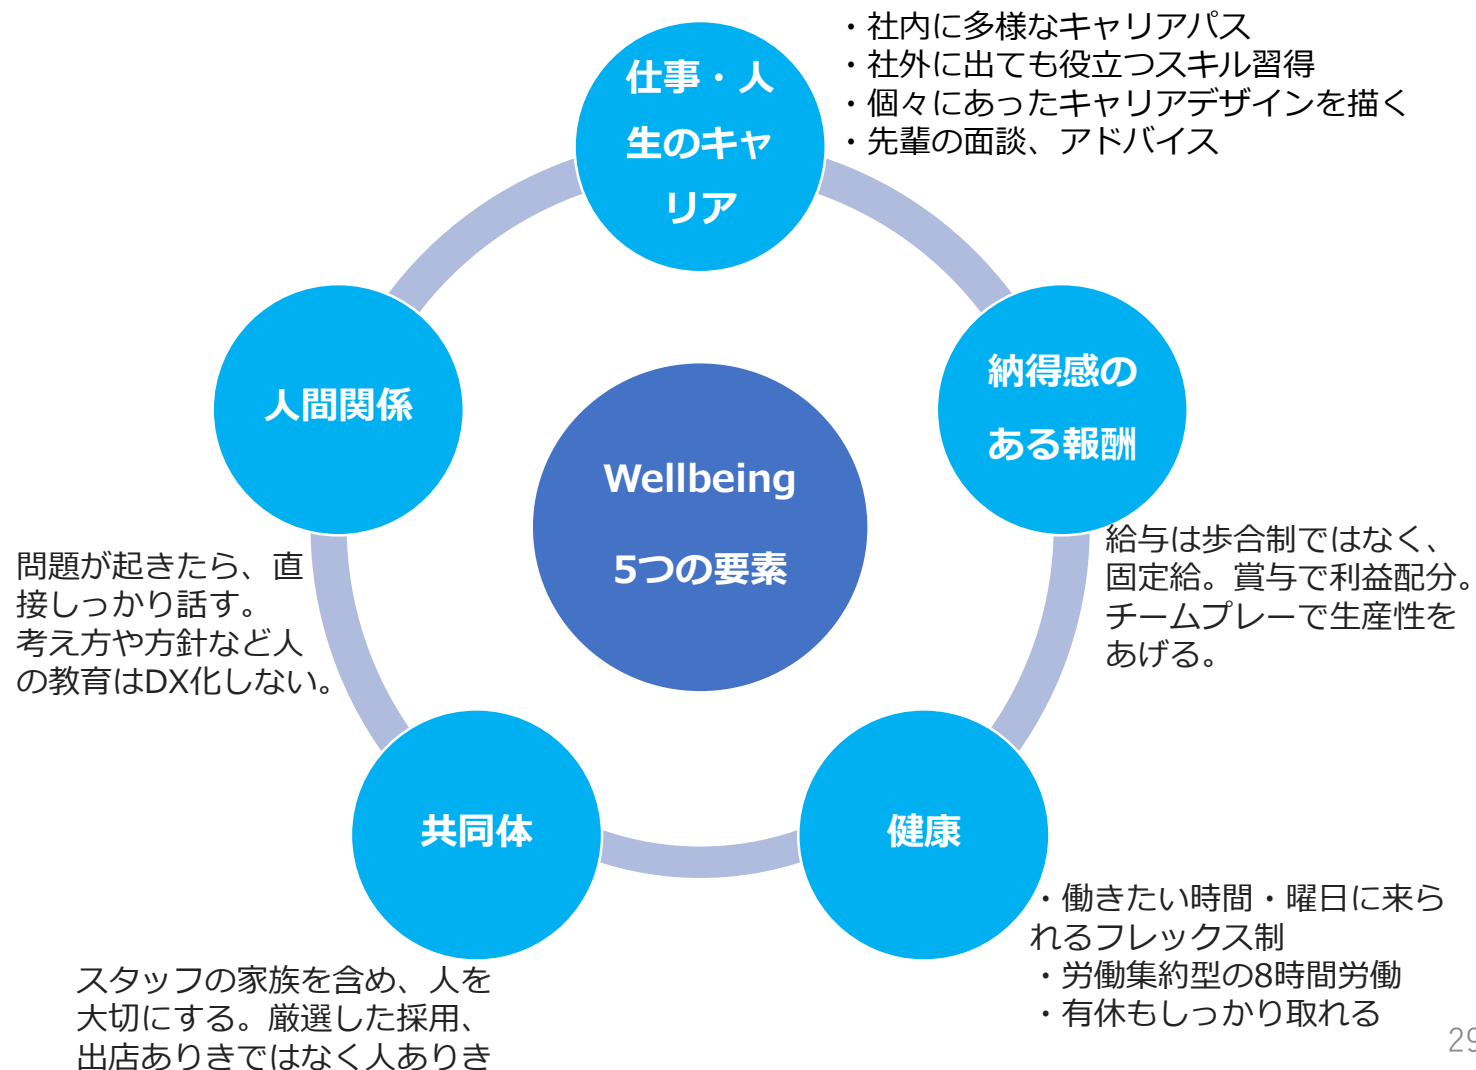 ・社内に多様なキャリアパス
・社外に出ても役立つスキル習得
・個々にあったキャリアデザインを描く
・先輩の面談、アドバイス
仕事・人
生のキャ
リア
人間関係
納得感の
ある報酬
Wellbeing
5つの要素
問題が起きたら、直
接しっかり話す。
考え方や方針など人
の教育はDX化しない。
給与は歩合制ではなく、
固定給。賞与で利益配分。
チームプレーで生産性を
あげる。
共同体
健康
・働きたい時間・曜日に来ら
れるフレックス制
・労働集約型の8時間労働
・有休もしっかり取れる
スタッフの家族を含め、人を
大切にする。厳選した採用、
出店ありきではなく人ありき
29